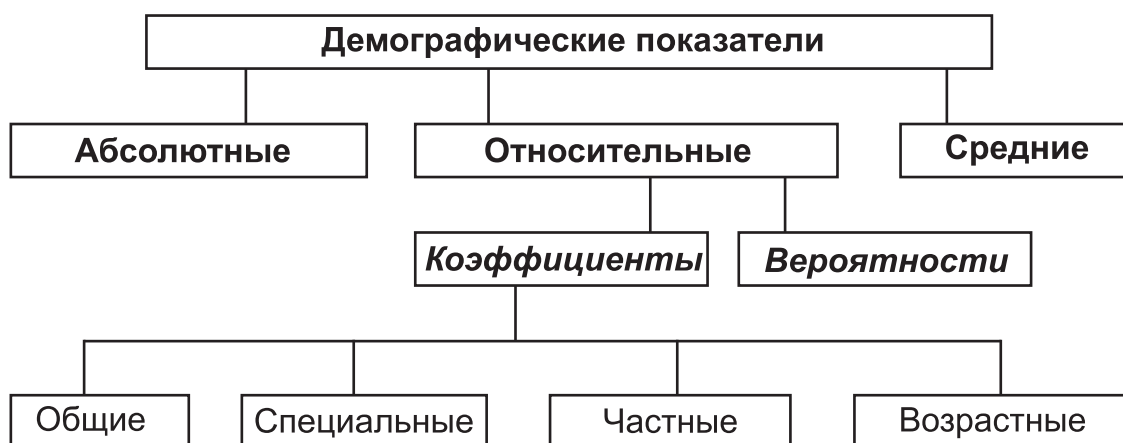 Демографические показатели
Абсолютные
Относительные
Средние
Коэффициенты
Вероятности
Общие
Специальные
Частные
Возрастные